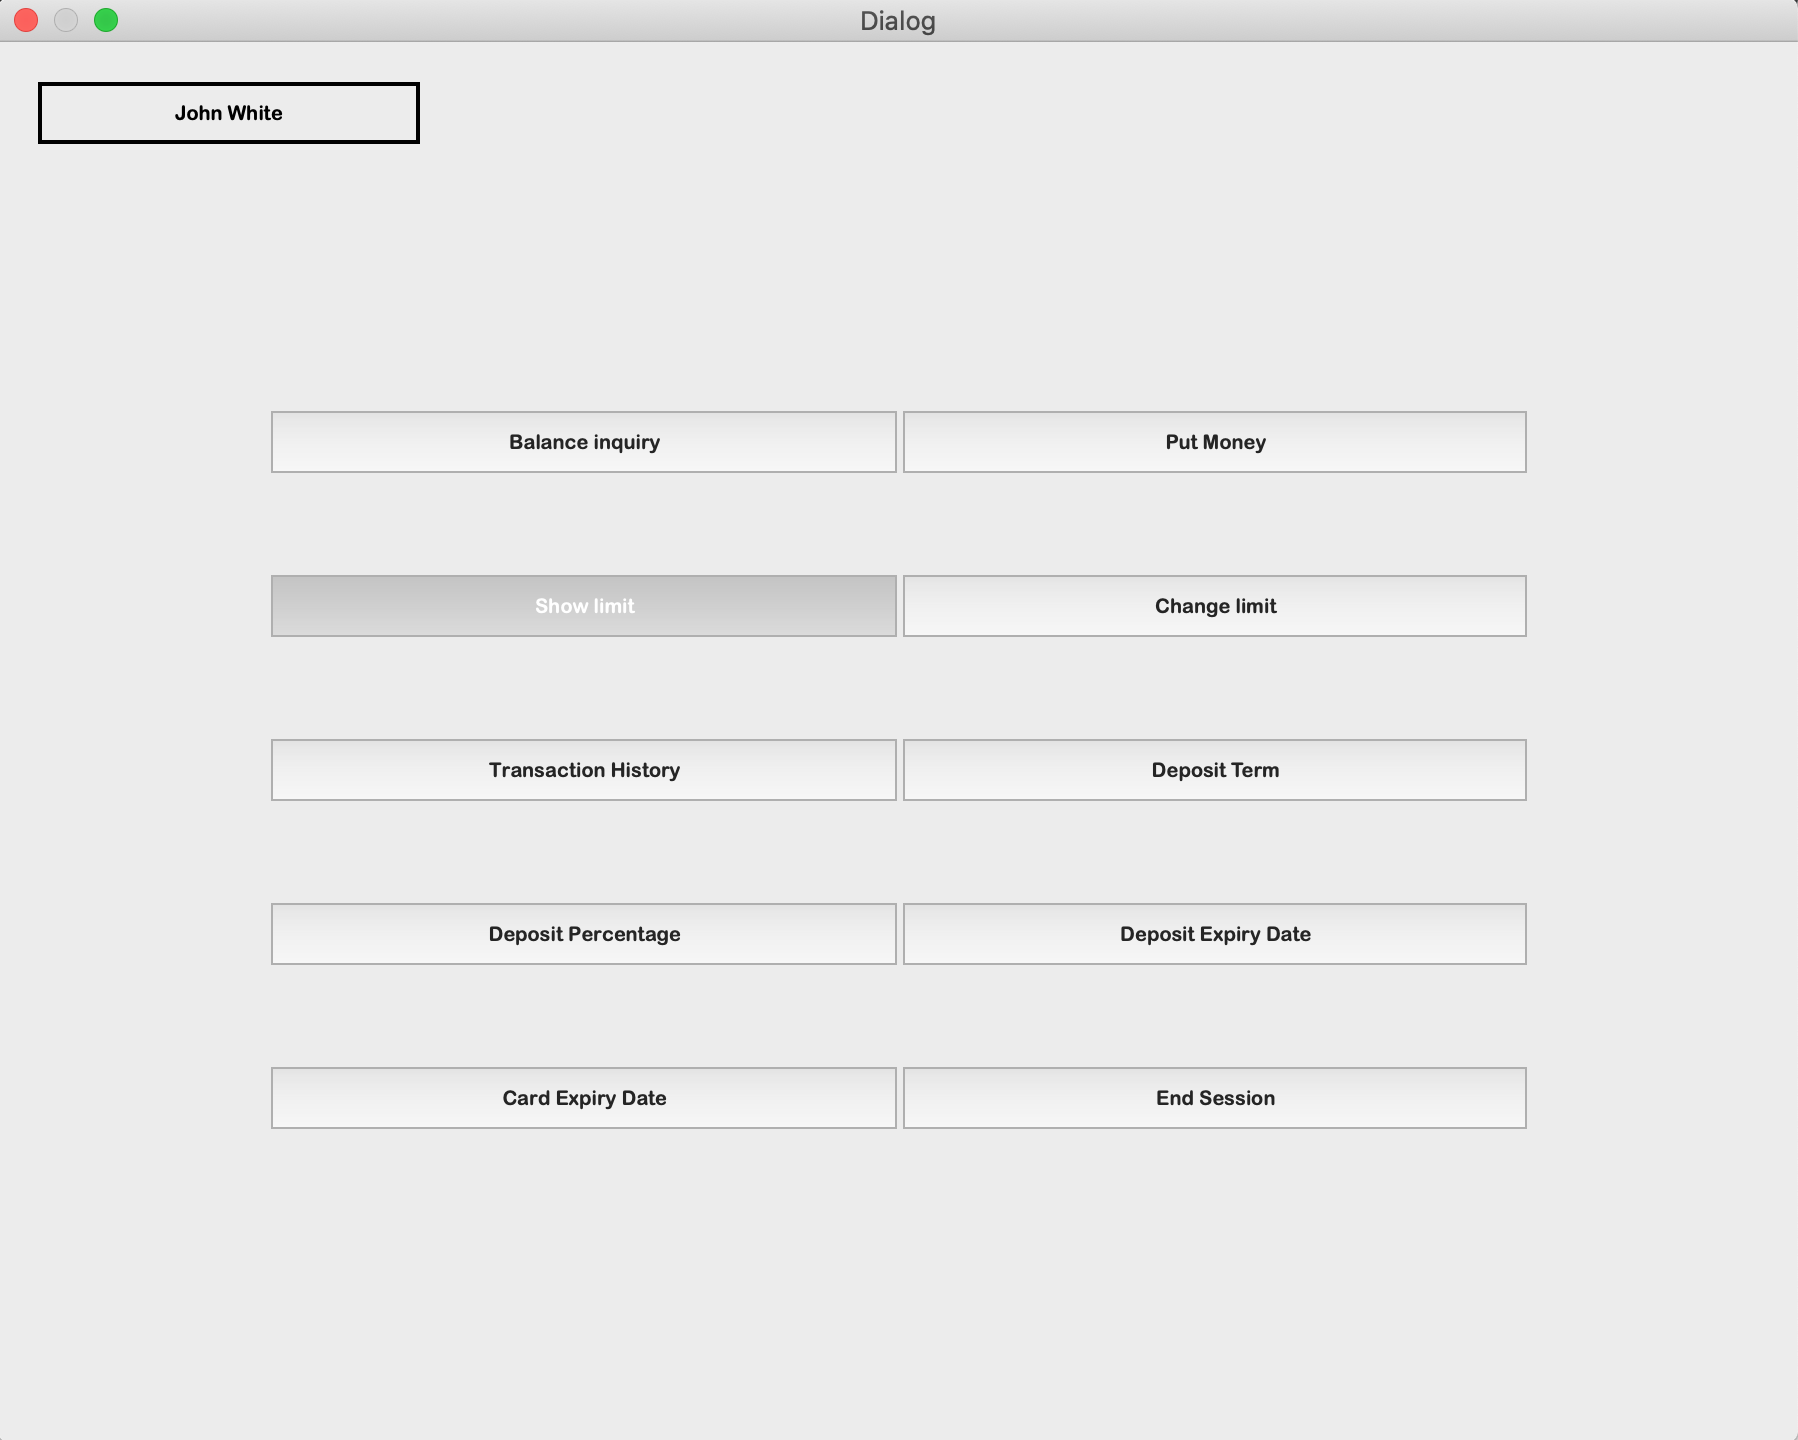 Dialog
John White
Balance inquiry
Put Money
Show limit
Change limit
Transaction History
Deposit Term
Deposit Percentage
Deposit Expiry Date
Card Expiry Date
End Session